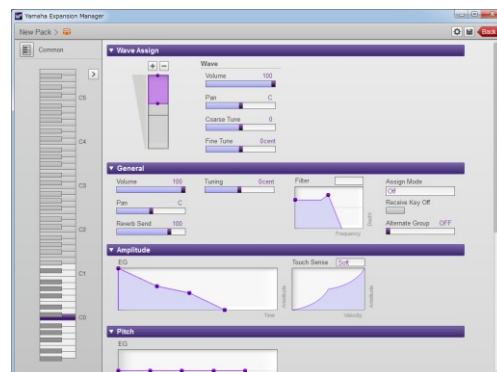 Yamaha Expansion Manager
New Pack >
Back
Common
C5
C4
C3
C2
C1
C0
▼ Wave Assign
+ −
Wave
Volume 100
Pan C
Coarse Tune 0
Fine Tune 0cent
▼ General
Volume 100
Tuning 0cent
Filter
Assign Mode
Off
Pan C
Receive Key Off
Reverb Send 100
Depth
Frequency
Alternate Group OFF
▼ Amplitude
EG
Touch Sense Soft
Amplitude
Time
Amplitude
Velocity
▼ Pitch
EG